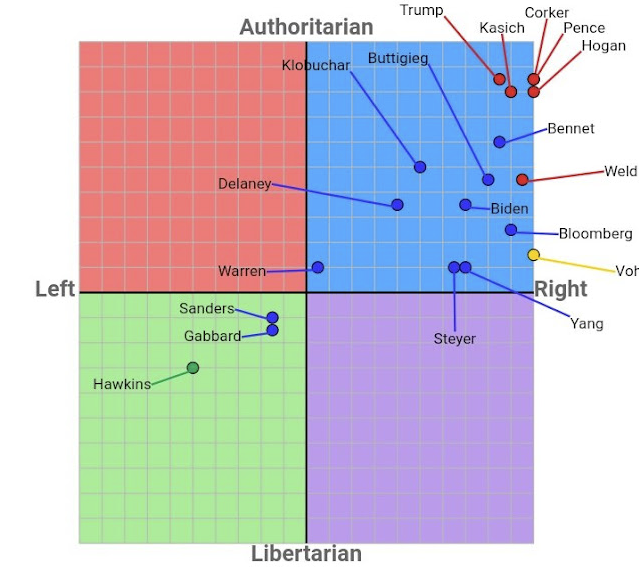 Authoritarian
Trump
Corker
Kasich
Pence
Hogan
Klobuchar
Buttigieg
Bennet
Weld
Delaney
Biden
Bloomberg
Warren
Voh
Left
Right
Sanders
Gabbard
Yang
Steyer
Hawkins
Libertarian